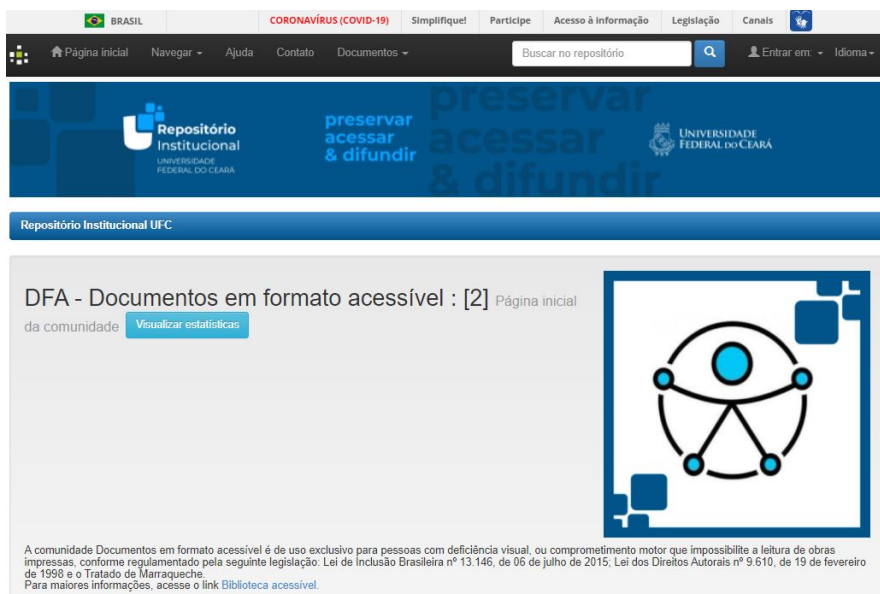 BRASIL CORONAVÍRUS (COVID-19) Simplifique! Participe Acesso à informação Legislação Canais
Página inicial Navegar Ajuda Contato Documentos Buscar no repositório Entrar em: Idioma
Repositório
Institucional
UNIVERSIDADE
FEDERAL DO CEARÁ
preservar
acessar
& difundir
preservar
acessar
& difundir
UNIVERSIDADE
FEDERAL DO CEARÁ
Repositório Institucional UFC
DFA - Documentos em formato acessível : [2] Página inicial
da comunidade Visualizar estatísticas
A comunidade Documentos em formato acessível é de uso exclusivo para pessoas com deficiência visual, ou comprometimento motor que impossibilite a leitura de obras
impressas, conforme regulamentado pela seguinte legislação: Lei de Inclusão Brasileira nº 13.146, de 06 de julho de 2015; Lei dos Direitos Autorais nº 9.610, de 19 de fevereiro
de 1998 e o Tratado de Marraqueche.
Para maiores informações, acesse o link Biblioteca acessível.